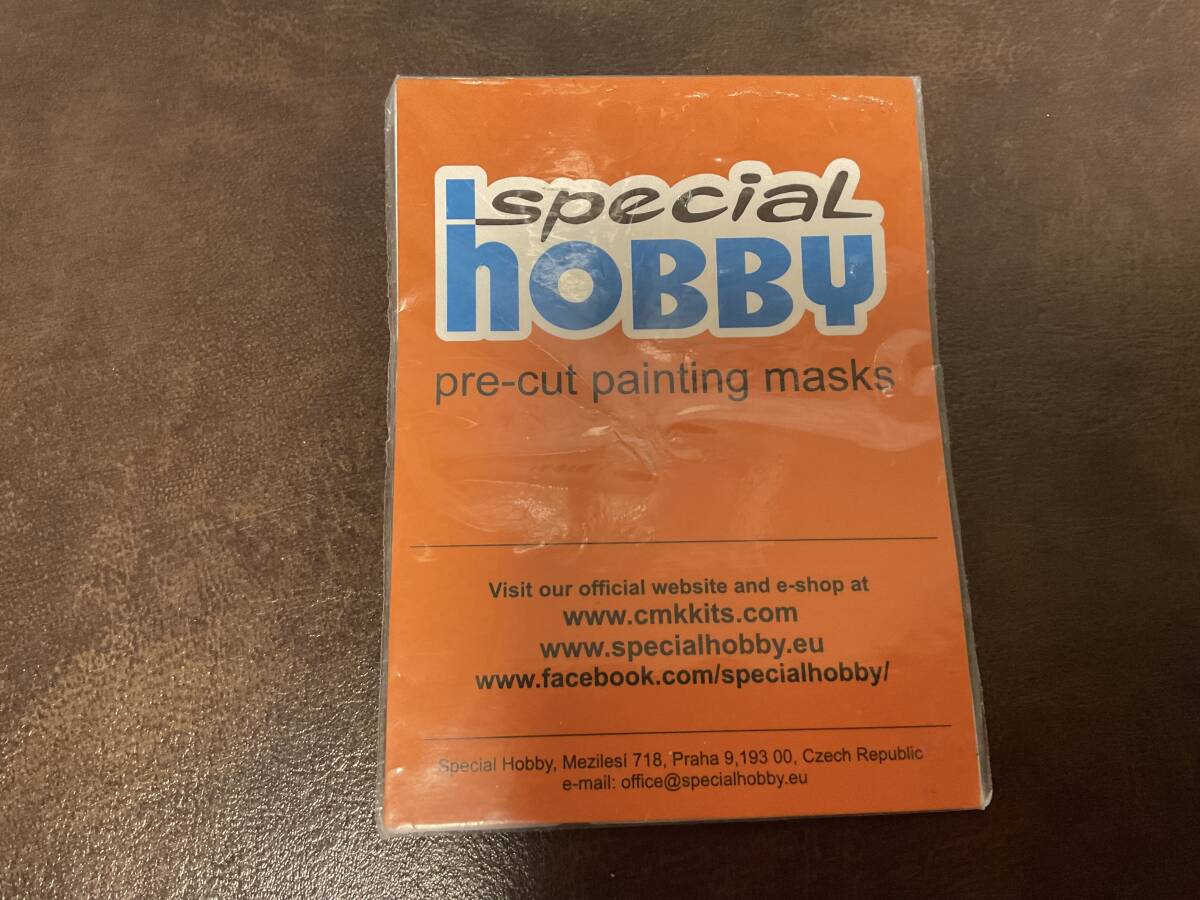 special
hoBBY
pre-cut painting masks
Visit our official website and e-shop at
www.cmkkits.com
www.specialhobby.eu
www.facebook.com/specialhobby/
Special Hobby, Mezilesí 718, Praha 9,193 00, Czech Republic
e-mail: office@specialhobby.eu